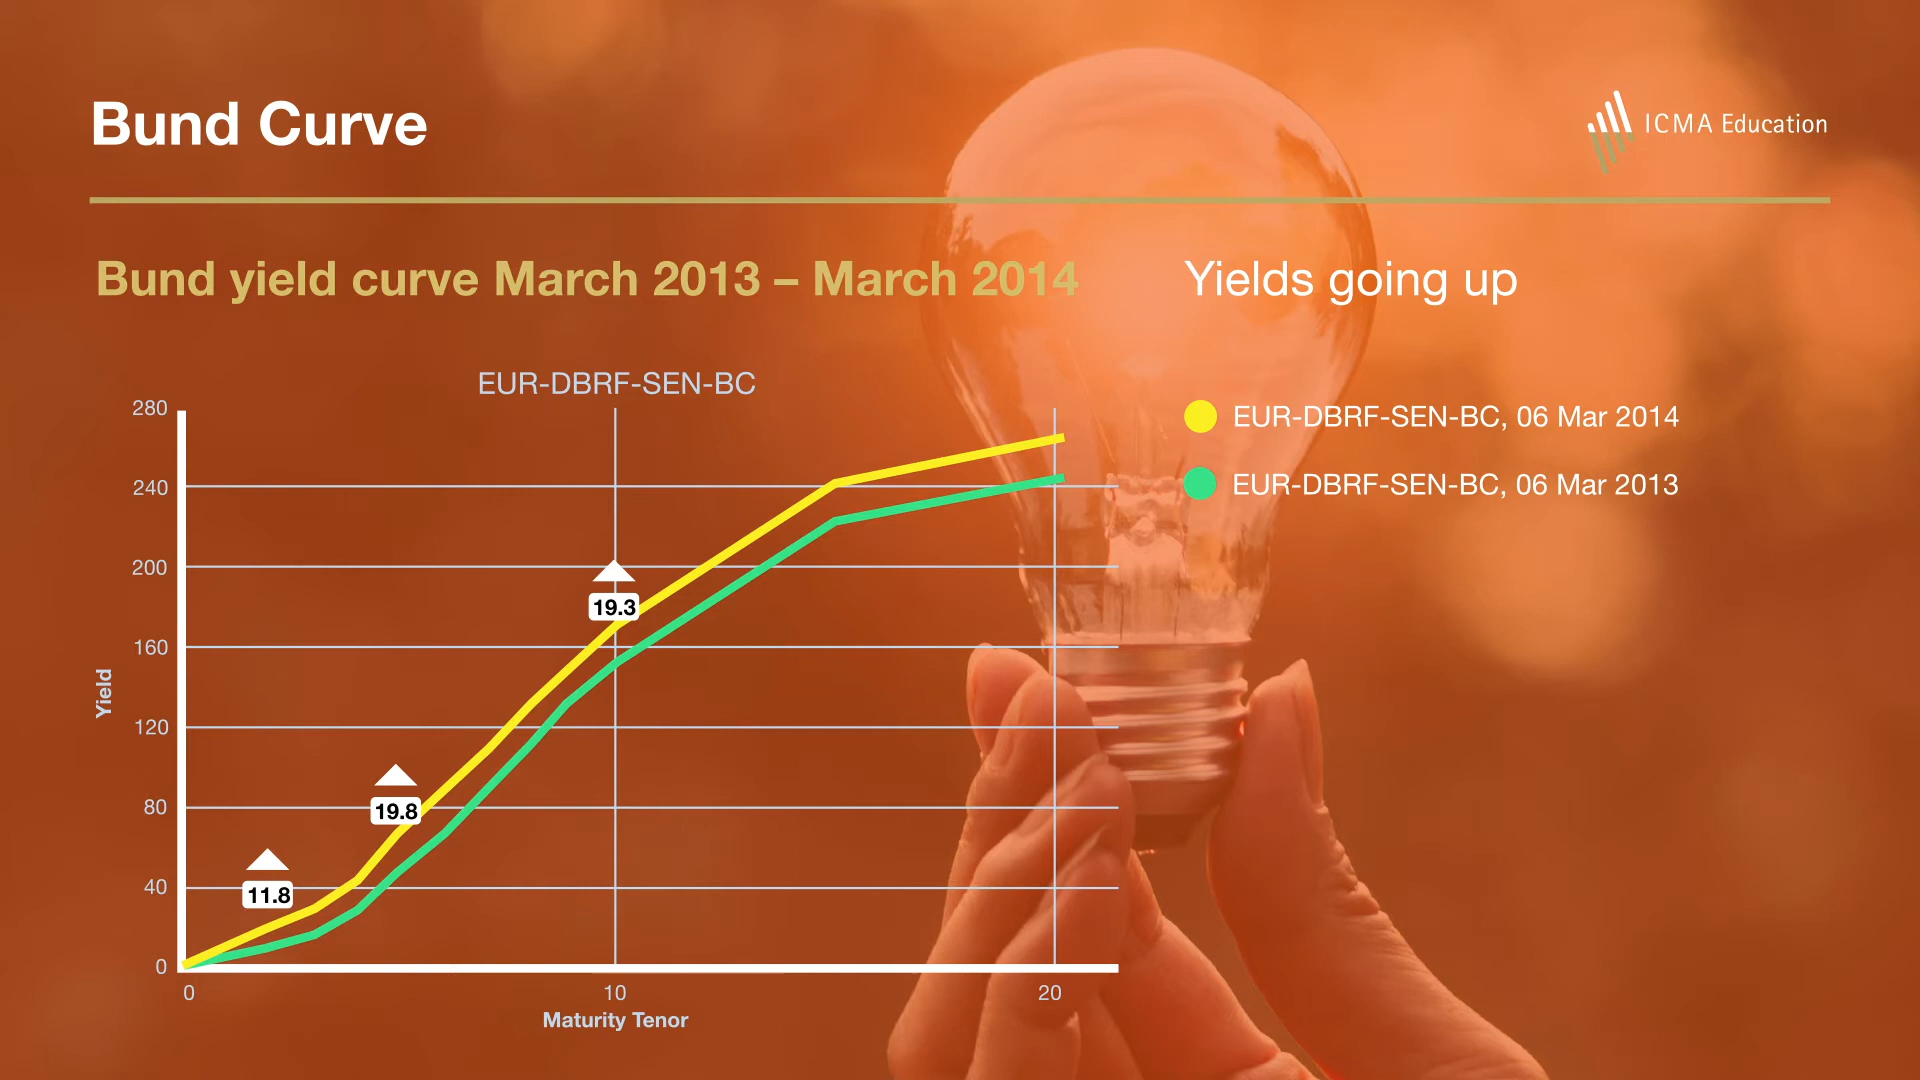 Bund Curve
ICMA Education
Bund yield curve March 2013 – March 2014
Yields going up
EUR-DBRF-SEN-BC
EUR-DBRF-SEN-BC, 06 Mar 2014
EUR-DBRF-SEN-BC, 06 Mar 2013
280
240
200
160
120
80
40
0
Yield
19.3
19.8
11.8
0
10
20
Maturity Tenor